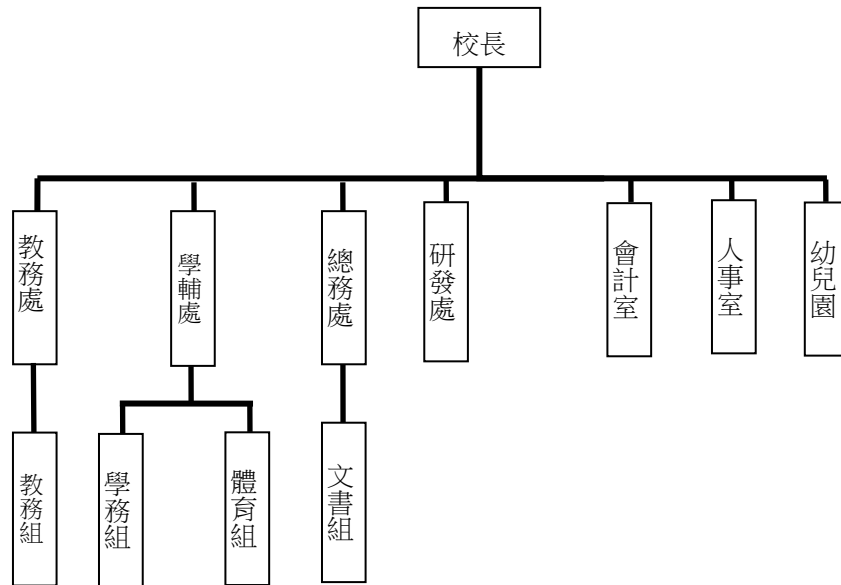 校長
教務處
學輔處
總務處
研發處
會計室
人事室
幼兒園
教務組
學務組
體育組
文書組